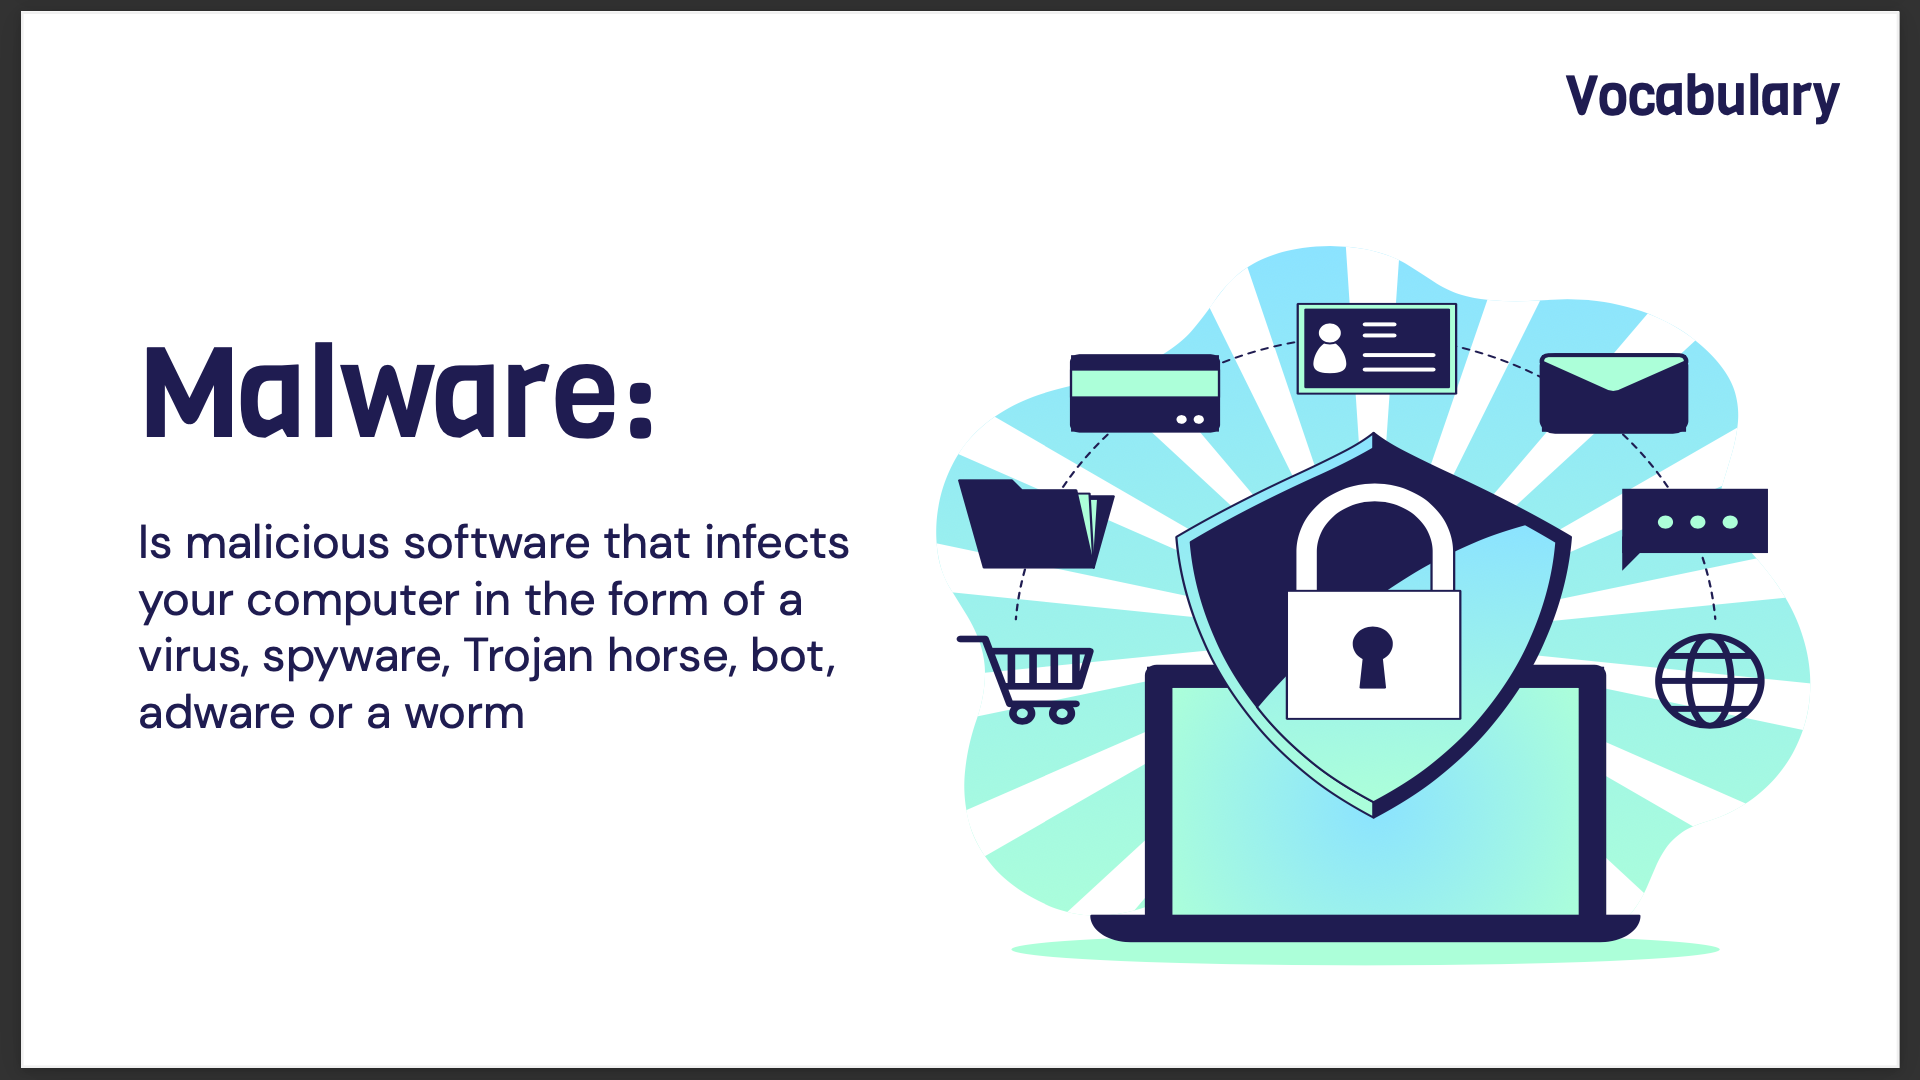 Vocabulary
Malware:
Is malicious software that infects
your computer in the form of a
virus, spyware, Trojan horse, bot,
adware or a worm